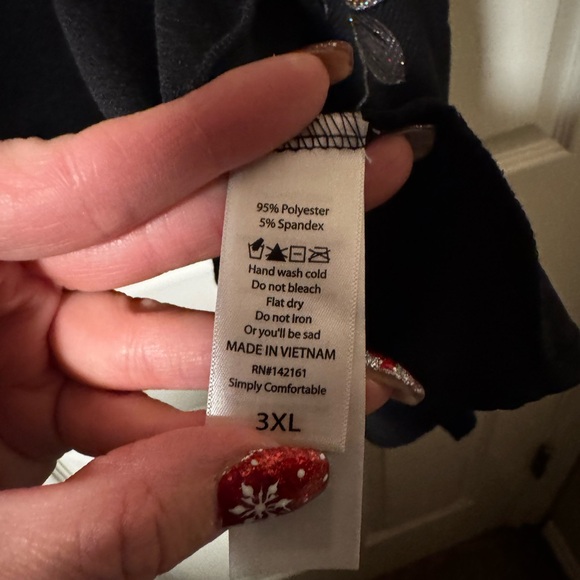 95% Polyester
5% Spandex
Hand wash cold
Do not bleach
Flat dry
Do not iron
Or you'll be sad
MADE IN VIETNAM
RN#142161
Simply Comfortable
3XL